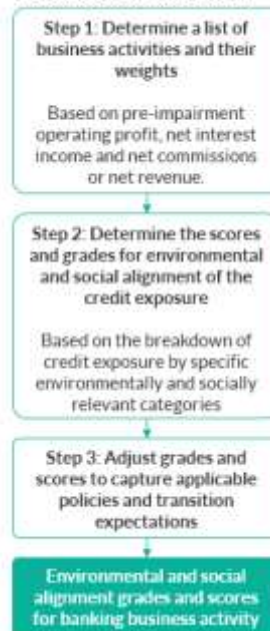 Step 1: Determine a list of
business activities and their
weights
Based on pre-impairment
operating profit, net interest
income and net commissions
or net revenue.
Step 2: Determine the scores
and grades for environmental
and social alignment of the
credit exposure
Based on the breakdown of
credit exposure by specific
environmentally and socially
relevant categories
Step 3: Adjust grades and
scores to capture applicable
policies and transition
expectations
Environmental and social
alignment grades and scores
for banking business activity